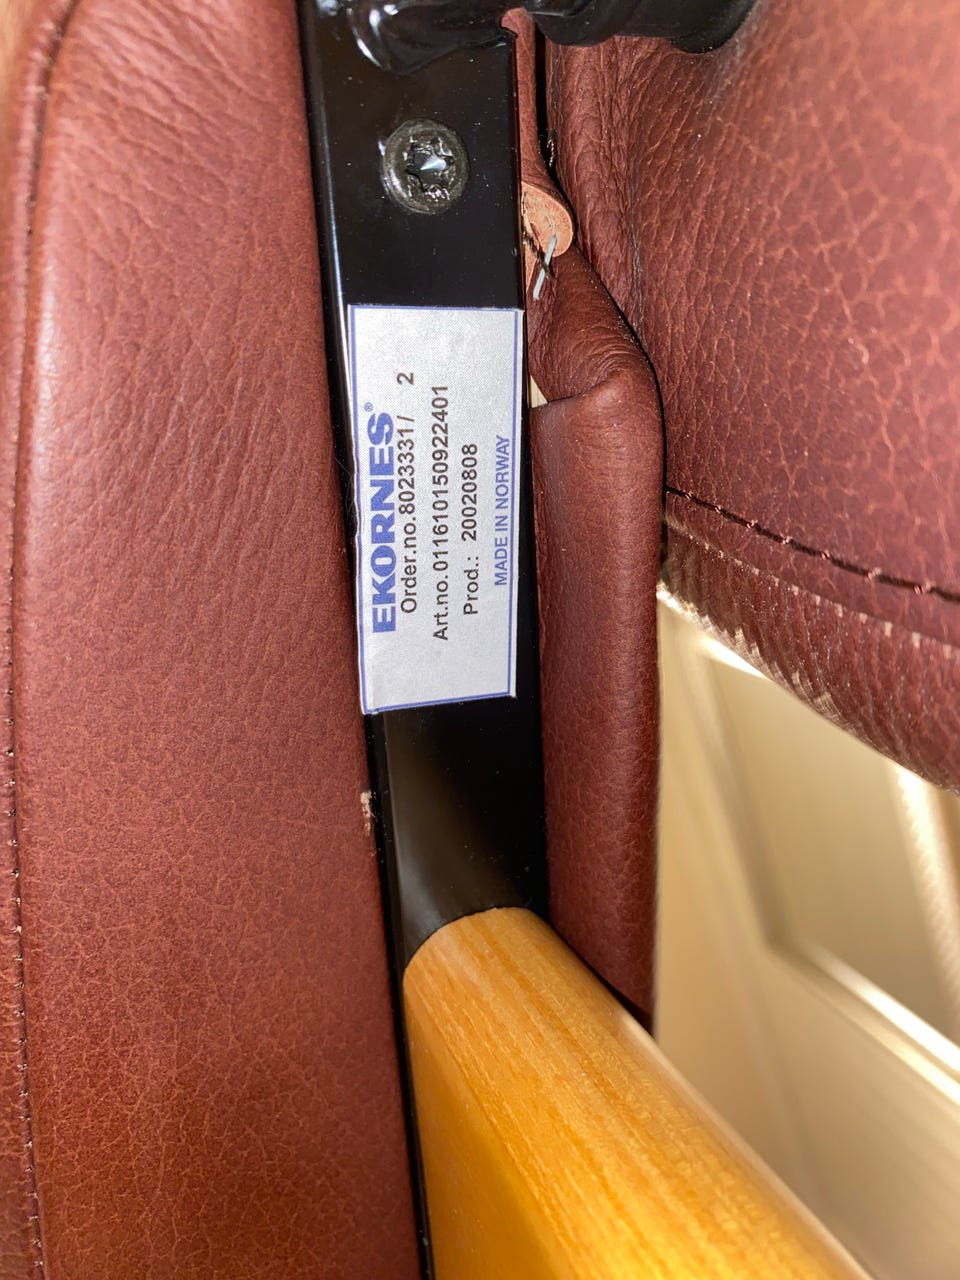 EKORNES®
Order.no.8023331/ 2
Art.no.011610150922401
Prod.: 20020808
MADE IN NORWAY